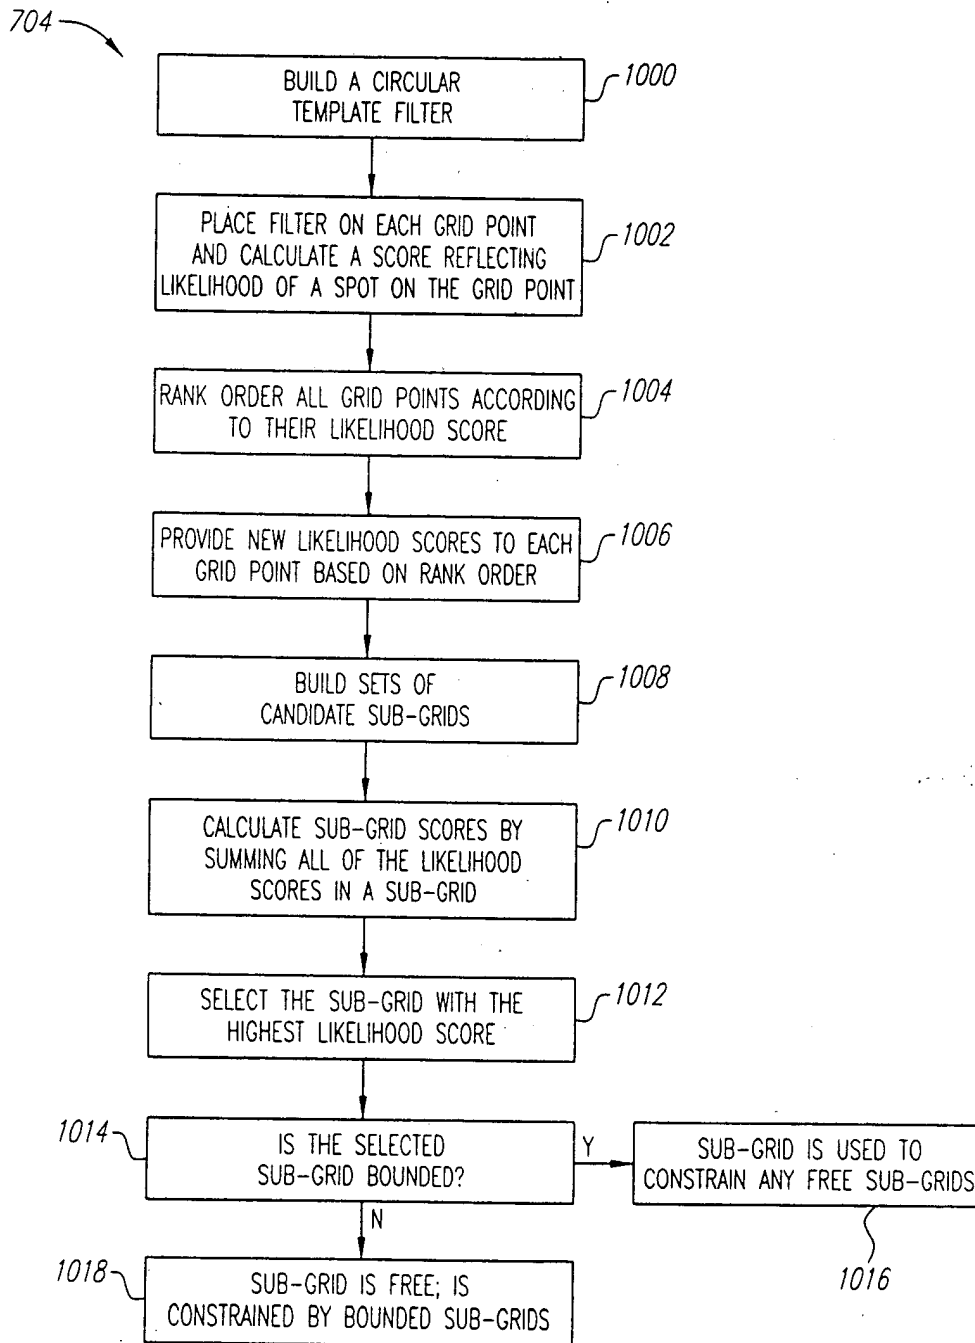 704
BUILD A CIRCULAR
TEMPLATE FILTER
1000
PLACE FILTER ON EACH GRID POINT
AND CALCULATE A SCORE REFLECTING
LIKELIHOOD OF A SPOT ON THE GRID POINT
1002
RANK ORDER ALL GRID POINTS ACCORDING
TO THEIR LIKELIHOOD SCORE
1004
PROVIDE NEW LIKELIHOOD SCORES TO EACH
GRID POINT BASED ON RANK ORDER
1006
BUILD SETS OF
CANDIDATE SUB-GRIDS
1008
CALCULATE SUB-GRID SCORES BY
SUMMING ALL OF THE LIKELIHOOD
SCORES IN A SUB-GRID
1010
SELECT THE SUB-GRID WITH THE
HIGHEST LIKELIHOOD SCORE
1012
1014
IS THE SELECTED
SUB-GRID BOUNDED?
Y
SUB-GRID IS USED TO
CONSTRAIN ANY FREE SUB-GRIDS
1016
N
1018
SUB-GRID IS FREE; IS
CONSTRAINED BY BOUNDED SUB-GRIDS